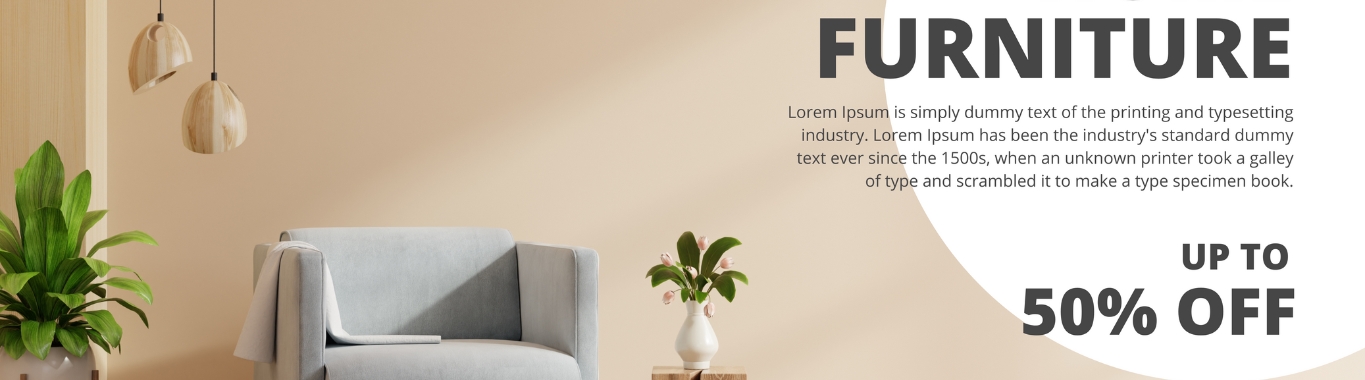 FURNITURE
Lorem Ipsum is simply dummy text of the printing and typesetting
industry. Lorem Ipsum has been the industry's standard dummy
text ever since the 1500s, when an unknown printer took a galley
of type and scrambled it to make a type specimen book.
UP TO
50% OFF